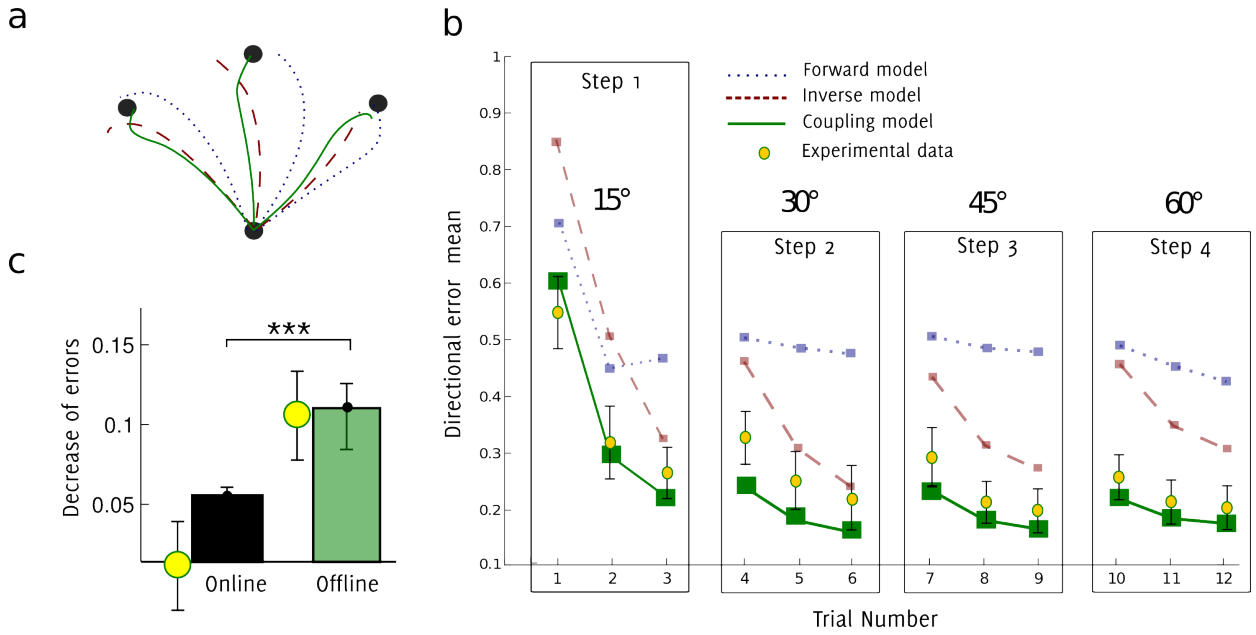 a
b
Step 1
15°
Forward model
Inverse model
Coupling model
Experimental data
30°
45°
60°
Step 2
Step 3
Step 4
1
0.9
0.8
0.7
0.6
0.5
0.4
0.3
0.2
0.1
Directional error mean
1 2 3 4 5 6 7 8 9 10 11 12
Trial Number
c
***
0.15
0.1
0.05
Decrease of errors
Online Offline